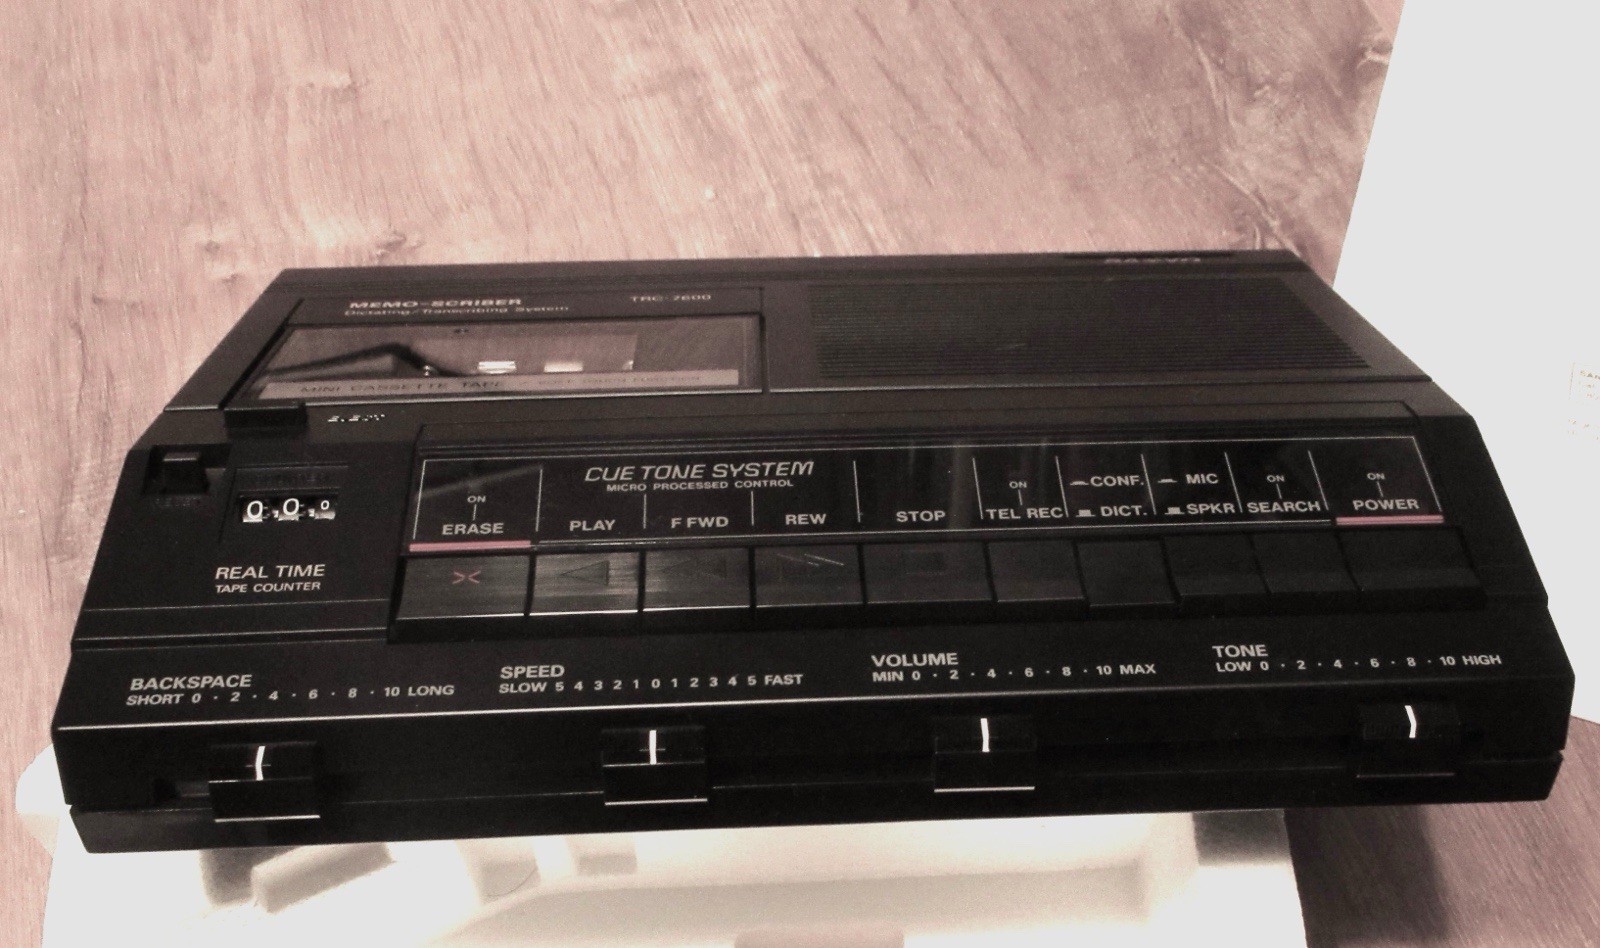 SANYO
MEMO-SCRIBER
Dictating/Transcribing System
TRC-7600
MINI CASSETTE TAPE
CUE TONE SYSTEM
MICRO PROCESSED CONTROL
ON
ERASE
PLAY
F FWD
REW
STOP
ON
TEL REC
CONF.
DICT.
MIC
SPKR
ON
SEARCH
ON
POWER
0 0 0
REAL TIME
TAPE COUNTER
BACKSPACE
SHORT 0 · 2 · 4 · 6 · 8 · 10 LONG
SPEED
SLOW 5 4 3 2 1 0 1 2 3 4 5 FAST
VOLUME
MIN 0 · 2 · 4 · 6 · 8 · 10 MAX
TONE
LOW 0 · 2 · 4 · 6 · 8 · 10 HIGH